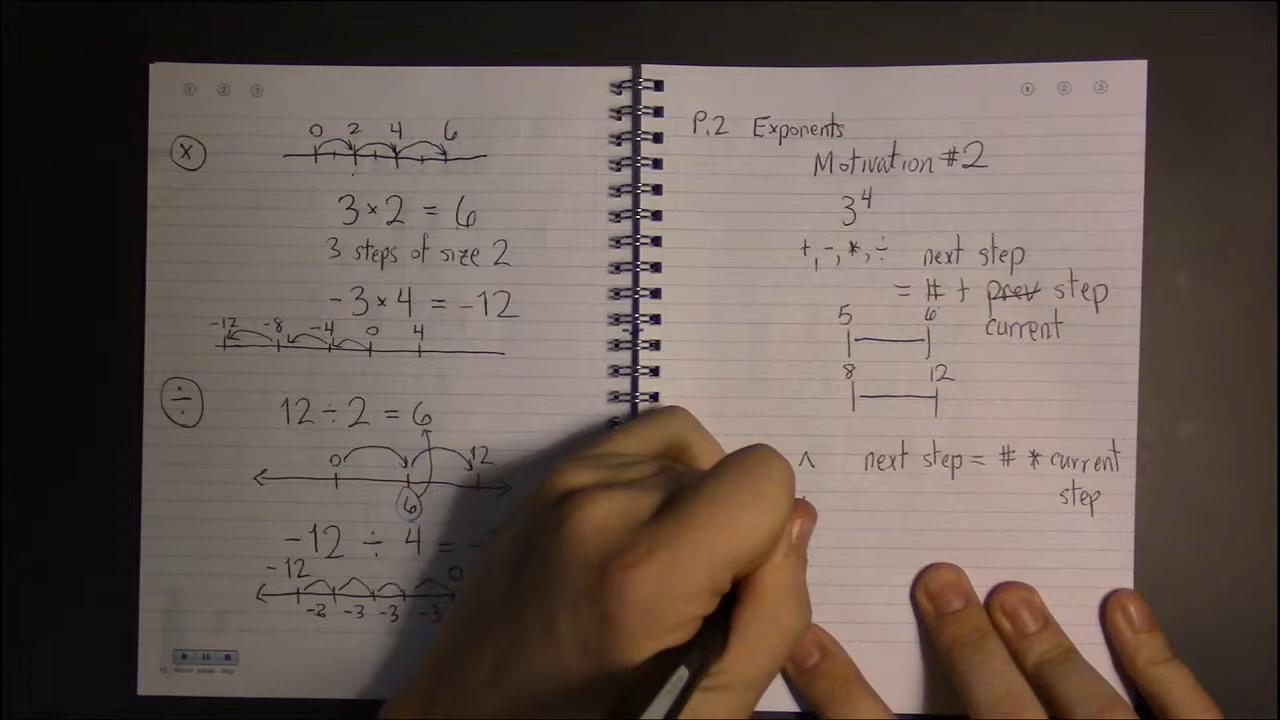 0 2 4 6
×
3 × 2 = 6
3 steps of size 2
-3 × 4 = -12
-12 -8 -4 0 4
÷
12 ÷ 2 = 6
0 12
6
-12 ÷ 4 =
-12 0
-3 -3 -3 -3
P.2 Exponents
Motivation #2
3⁴
+, -, *, ÷ next step
= # + prev step
current
5 6
8 12
^ next step = # * current
step